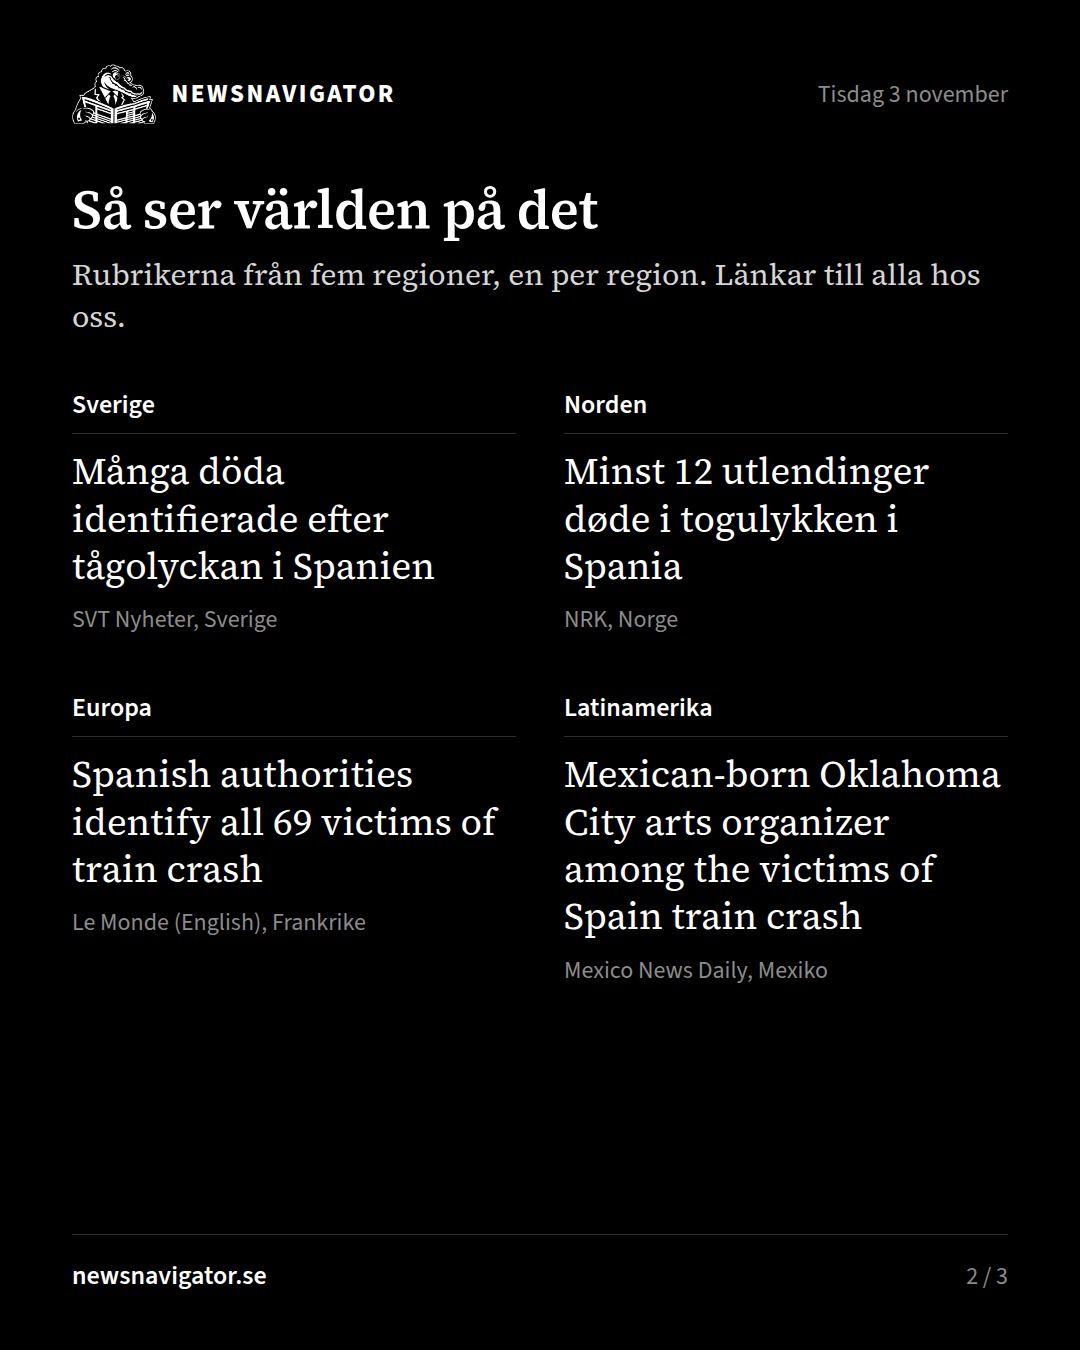 NEWSNAVIGATOR
Tisdag 3 november
Så ser världen på det
Rubrikerna från fem regioner, en per region. Länkar till alla hos
oss.
Sverige
Många döda
identifierade efter
tågolyckan i Spanien
SVT Nyheter, Sverige
Norden
Minst 12 utlendinger
døde i togulykken i
Spania
NRK, Norge
Europa
Spanish authorities
identify all 69 victims of
train crash
Le Monde (English), Frankrike
Latinamerika
Mexican-born Oklahoma
City arts organizer
among the victims of
Spain train crash
Mexico News Daily, Mexiko
newsnavigator.se
2 / 3